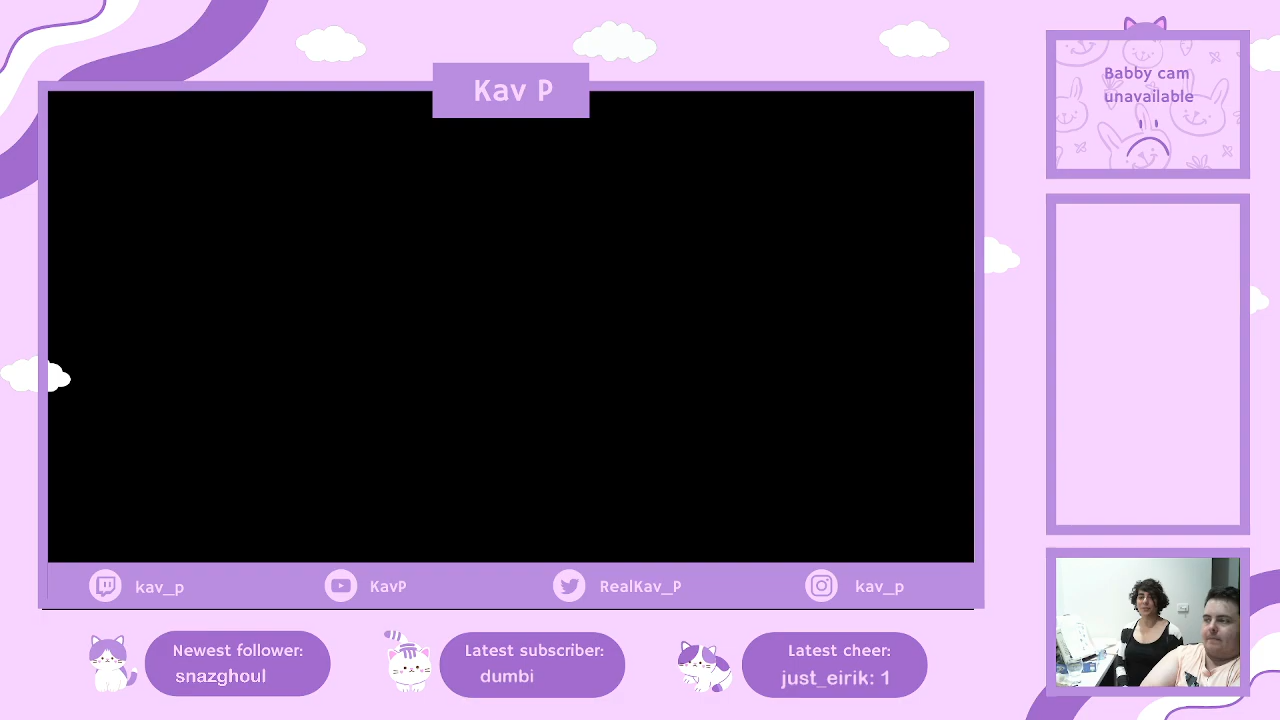 Kav P
Babby cam
unavailable
kav_p
KavP
RealKav_P
kav_p
Newest follower:
snazghoul
Latest subscriber:
dumbi
Latest cheer:
just_eirik: 1